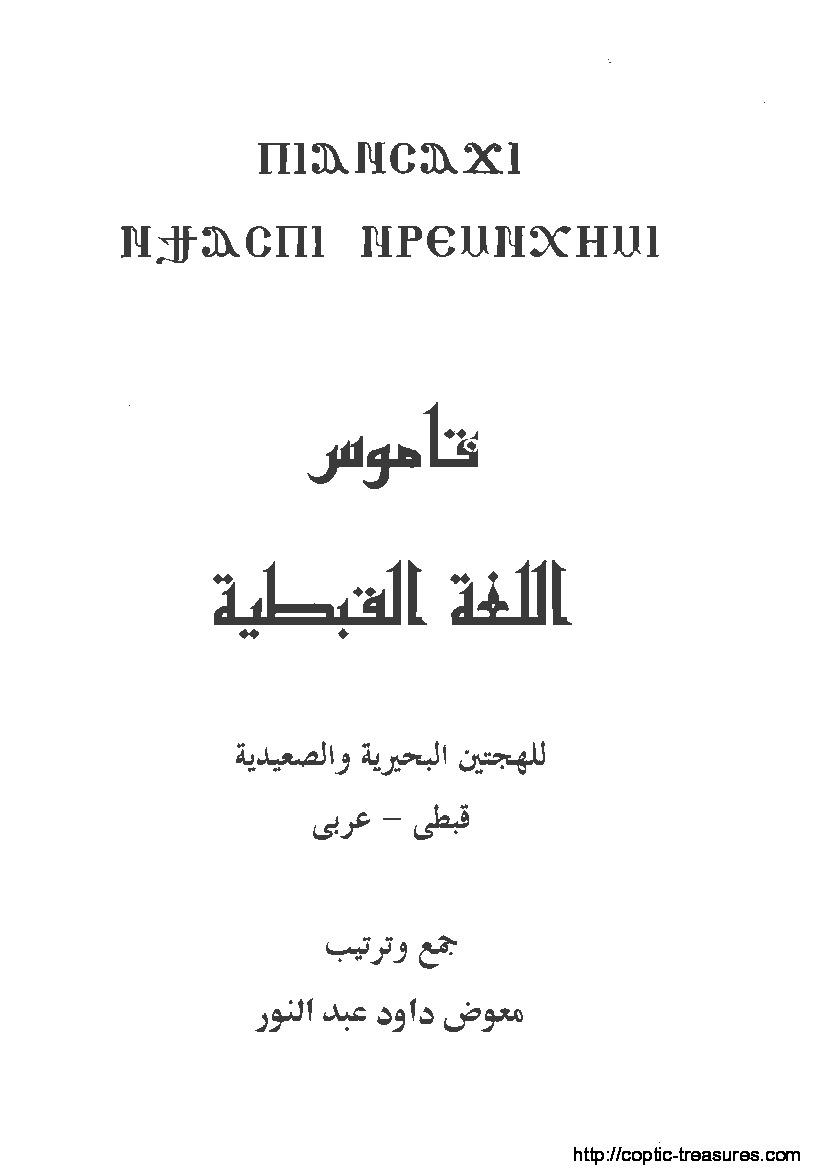 ⲠⲒⲀⲚⲤⲀϪⲒ
ⲚϮⲀⲤⲠⲒ ⲚⲢⲈⲘⲚⲬⲎⲘⲒ
قاموس
اللغة القبطية
للهجتين البحيرية والصعيدية
قبطى – عربى
جمع وترتيب
معوض داود عبد النور
http://coptic-treasures.com